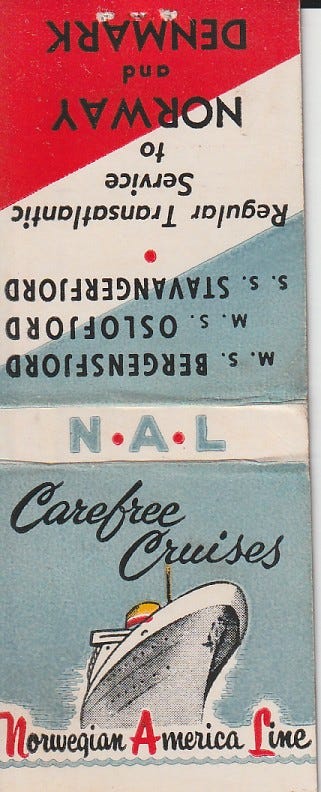 m. s. BERGENSFJORD
m. s. OSLOFJORD
s. s. STAVANGERFJORD
Regular Transatlantic
Service
to
NORWAY
and
DENMARK
N•A•L
Carefree
Cruises
Norwegian America Line